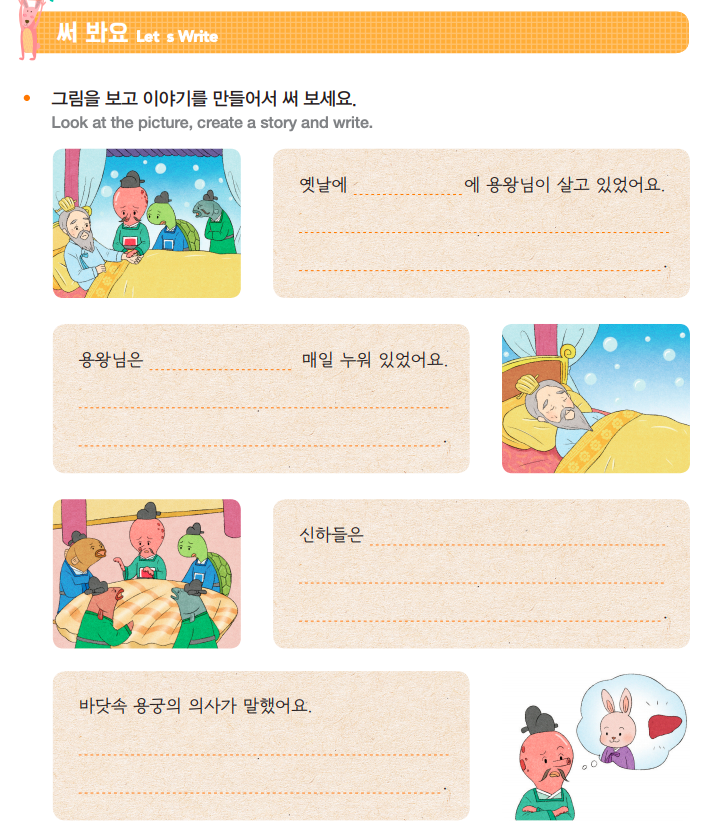 써 봐요 Let s Write
그림을 보고 이야기를 만들어서 써 보세요.
Look at the picture, create a story and write.
옛날에 에 용왕님이 살고 있었어요.
용왕님은 매일 누워 있었어요.
신하들은
바닷속 용궁의 의사가 말했어요.